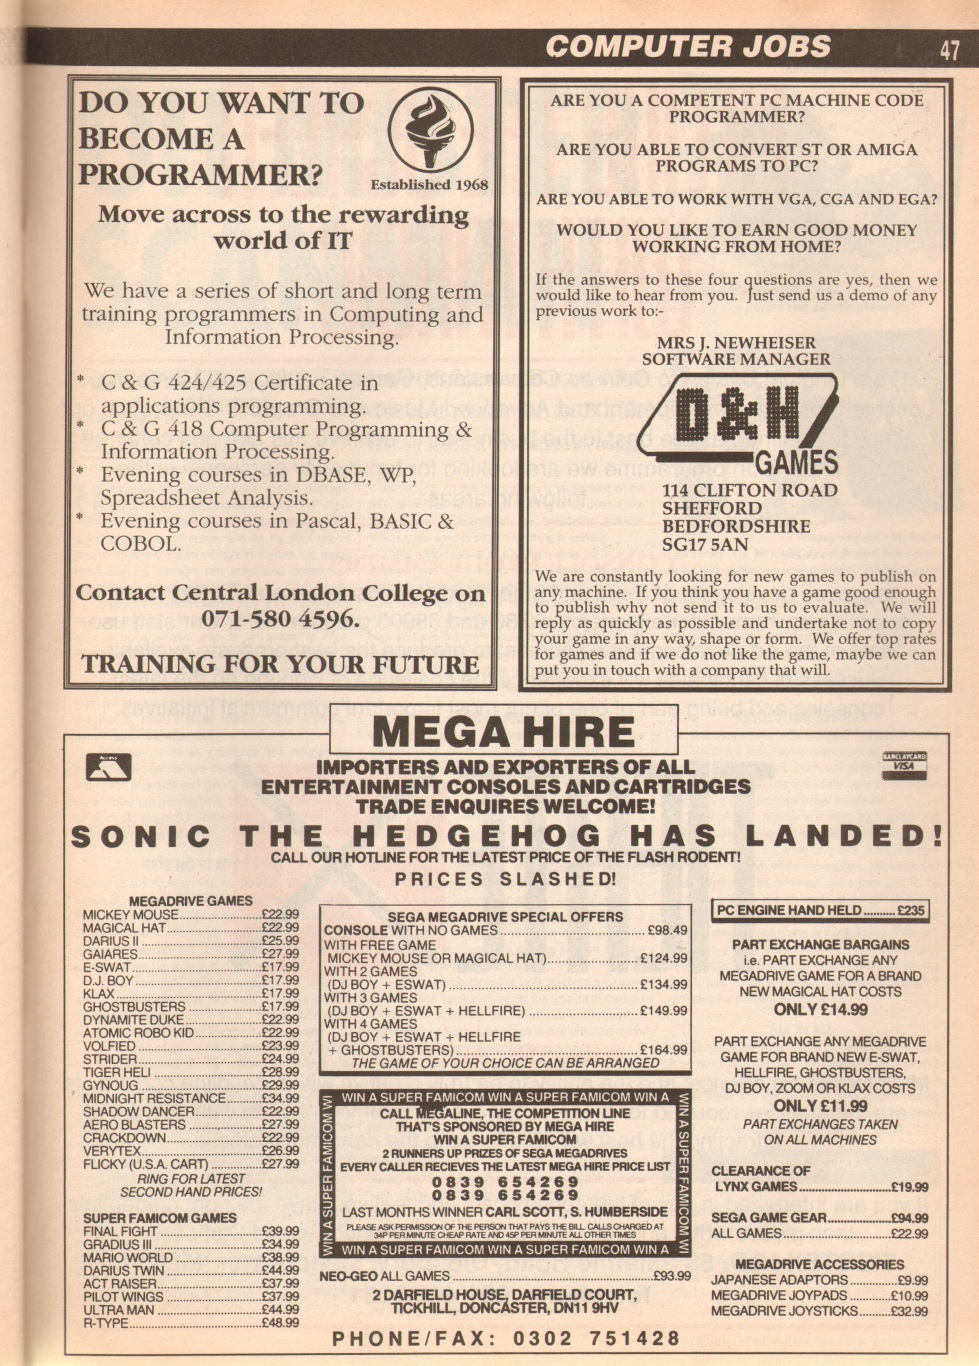 COMPUTER JOBS 47
DO YOU WANT TO
BECOME A
PROGRAMMER?
Established 1968
Move across to the rewarding
world of IT
We have a series of short and long term
training programmers in Computing and
Information Processing.
* C & G 424/425 Certificate in
applications programming.
* C & G 418 Computer Programming &
Information Processing.
* Evening courses in DBASE, WP,
Spreadsheet Analysis.
* Evening courses in Pascal, BASIC &
COBOL.
Contact Central London College on
071-580 4596.
TRAINING FOR YOUR FUTURE
ARE YOU A COMPETENT PC MACHINE CODE
PROGRAMMER?
ARE YOU ABLE TO CONVERT ST OR AMIGA
PROGRAMS TO PC?
ARE YOU ABLE TO WORK WITH VGA, CGA AND EGA?
WOULD YOU LIKE TO EARN GOOD MONEY
WORKING FROM HOME?
If the answers to these four questions are yes, then we
would like to hear from you. Just send us a demo of any
previous work to:-
MRS J. NEWHEISER
SOFTWARE MANAGER
D&H
GAMES
114 CLIFTON ROAD
SHEFFORD
BEDFORDSHIRE
SG17 5AN
We are constantly looking for new games to publish on
any machine. If you think you have a game good enough
to publish why not send it to us to evaluate. We will
reply as quickly as possible and undertake not to copy
your game in any way, shape or form. We offer top rates
for games and if we do not like the game, maybe we can
put you in touch with a company that will.
MEGA HIRE
Access
BARCLAYCARD
VISA
IMPORTERS AND EXPORTERS OF ALL
ENTERTAINMENT CONSOLES AND CARTRIDGES
TRADE ENQUIRES WELCOME!
SONIC THE HEDGEHOG HAS LANDED!
CALL OUR HOTLINE FOR THE LATEST PRICE OF THE FLASH RODENT!
PRICES SLASHED!
MEGADRIVE GAMES
MICKEY MOUSE....................£22.99
MAGICAL HAT.......................£22.99
DARIUS II............................£25.99
GAIARES.............................£27.99
E-SWAT...............................£17.99
D.J. BOY..............................£17.99
KLAX...................................£17.99
GHOSTBUSTERS..................£17.99
DYNAMITE DUKE..................£22.99
ATOMIC ROBO KID...............£22.99
VOLFIED..............................£23.99
STRIDER.............................£24.99
TIGER HELI.........................£28.99
GYNOUG.............................£29.99
MIDNIGHT RESISTANCE........£34.99
SHADOW DANCER...............£22.99
AERO BLASTERS.................£27.99
CRACKDOWN......................£22.99
VERYTEX............................£26.99
FLICKY (U.S.A. CART)...........£27.99
RING FOR LATEST
SECOND HAND PRICES!
SUPER FAMICOM GAMES
FINAL FIGHT........................£39.99
GRADIUS III.........................£34.99
MARIO WORLD....................£38.99
DARIUS TWIN......................£44.99
ACT RAISER........................£37.99
PILOT WINGS......................£37.99
ULTRA MAN........................£44.99
R-TYPE...............................£48.99
SEGA MEGADRIVE SPECIAL OFFERS
CONSOLE WITH NO GAMES....................................£98.49
WITH FREE GAME
MICKEY MOUSE OR MAGICAL HAT)............................£124.99
WITH 2 GAMES
(DJ BOY + ESWAT)..................................................£134.99
WITH 3 GAMES
(DJ BOY + ESWAT + HELLFIRE)............................£149.99
WITH 4 GAMES
(DJ BOY + ESWAT + HELLFIRE
+ GHOSTBUSTERS)................................................£164.99
THE GAME OF YOUR CHOICE CAN BE ARRANGED
WIN A SUPER FAMICOM WIN A SUPER FAMICOM WIN A
WIN A SUPER FAMICOM WI
CALL MEGALINE, THE COMPETITION LINE
THAT'S SPONSORED BY MEGA HIRE
WIN A SUPER FAMICOM
2 RUNNERS UP PRIZES OF SEGA MEGADRIVES
EVERY CALLER RECIEVES THE LATEST MEGA HIRE PRICE LIST
0839 654269
0839 654269
LAST MONTHS WINNER CARL SCOTT, S. HUMBERSIDE
PLEASE ASK PERMISSION OF THE PERSON THAT PAYS THE BILL. CALLS CHARGED AT
34P PER MINUTE CHEAP RATE AND 45P PER MINUTE ALL OTHER TIMES
WIN A SUPER FAMICOM WI
WIN A SUPER FAMICOM WIN A SUPER FAMICOM WIN A
NEO-GEO ALL GAMES..................................................£93.99
2 DARFIELD HOUSE, DARFIELD COURT,
TICKHILL, DONCASTER, DN11 9HV
PC ENGINE HAND HELD.......... £235
PART EXCHANGE BARGAINS
i.e. PART EXCHANGE ANY
MEGADRIVE GAME FOR A BRAND
NEW MAGICAL HAT COSTS
ONLY £14.99
PART EXCHANGE ANY MEGADRIVE
GAME FOR BRAND NEW E-SWAT,
HELLFIRE, GHOSTBUSTERS,
DJ BOY, ZOOM OR KLAX COSTS
ONLY £11.99
PART EXCHANGES TAKEN
ON ALL MACHINES
CLEARANCE OF
LYNX GAMES.......................£19.99
SEGA GAME GEAR.................£94.99
ALL GAMES............................£22.99
MEGADRIVE ACCESSORIES
JAPANESE ADAPTORS............£9.99
MEGADRIVE JOYPADS..........£10.99
MEGADRIVE JOYSTICKS.........£32.99
PHONE/FAX: 0302 751428